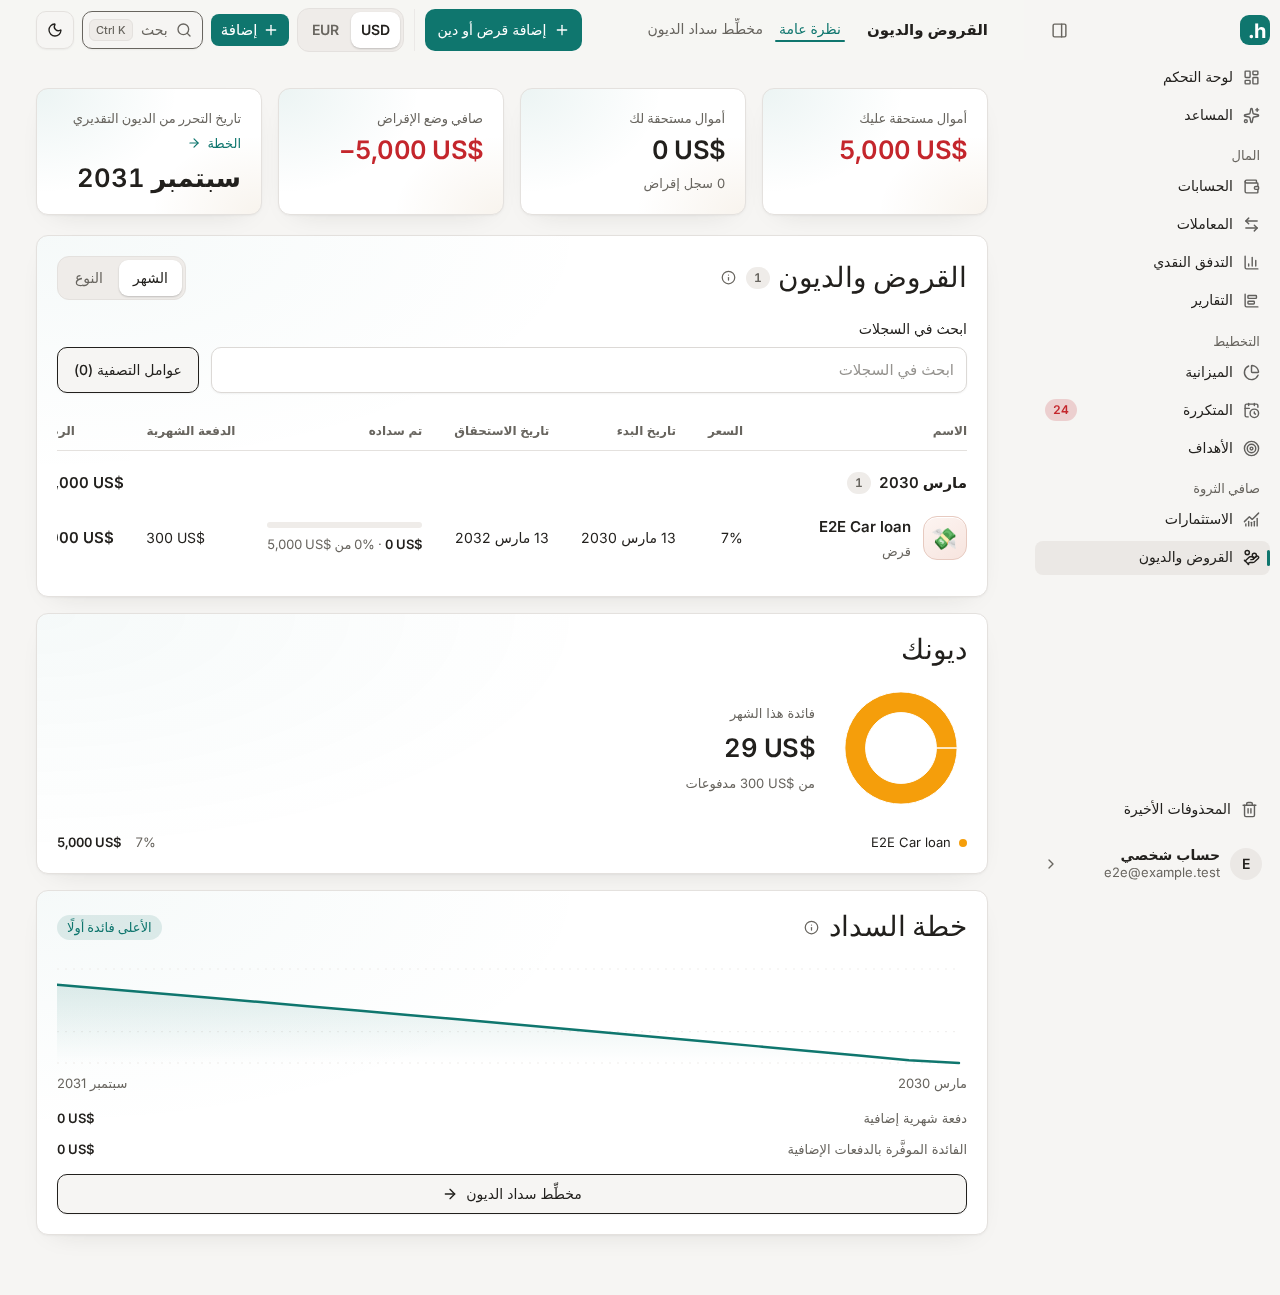 .h
لوحة التحكم
المساعد
المال
الحسابات
المعاملات
التدفق النقدي
التقارير
التخطيط
الميزانية
المتكررة
24
الأهداف
صافي الثروة
الاستثمارات
القروض والديون
المحذوفات الأخيرة
E
حساب شخصي
e2e@example.test
القروض والديون
نظرة عامة
مخطِّط سداد الديون
إضافة قرض أو دين
USD
EUR
إضافة
بحث
Ctrl K
أموال مستحقة عليك
5,000 US$
أموال مستحقة لك
0 US$
0 سجل إقراض
صافي وضع الإقراض
−5,000 US$
تاريخ التحرر من الديون التقديري
الخطة
سبتمبر 2031
القروض والديون
1
الشهر
النوع
ابحث في السجلات
ابحث في السجلات
عوامل التصفية (0)
الاسم
السعر
تاريخ البدء
تاريخ الاستحقاق
تم سداده
الدفعة الشهرية
مارس 2030
1
,000 US$
E2E Car loan
قرض
7%
13 مارس 2030
13 مارس 2032
0 US$ · 0% من 5,000 US$
300 US$
00 US$
ديونك
فائدة هذا الشهر
29 US$
من 300 US$ مدفوعات
E2E Car loan
7%
5,000 US$
خطة السداد
الأعلى فائدة أولًا
مارس 2030
سبتمبر 2031
دفعة شهرية إضافية
0 US$
الفائدة الموفَّرة بالدفعات الإضافية
0 US$
مخطِّط سداد الديون